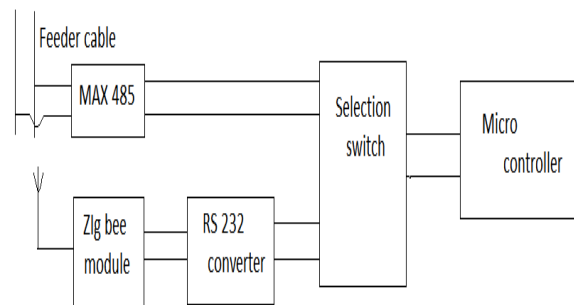 Feeder cable
MAX 485
Selection
switch
Micro
controller
ZIg bee
module
RS 232
converter